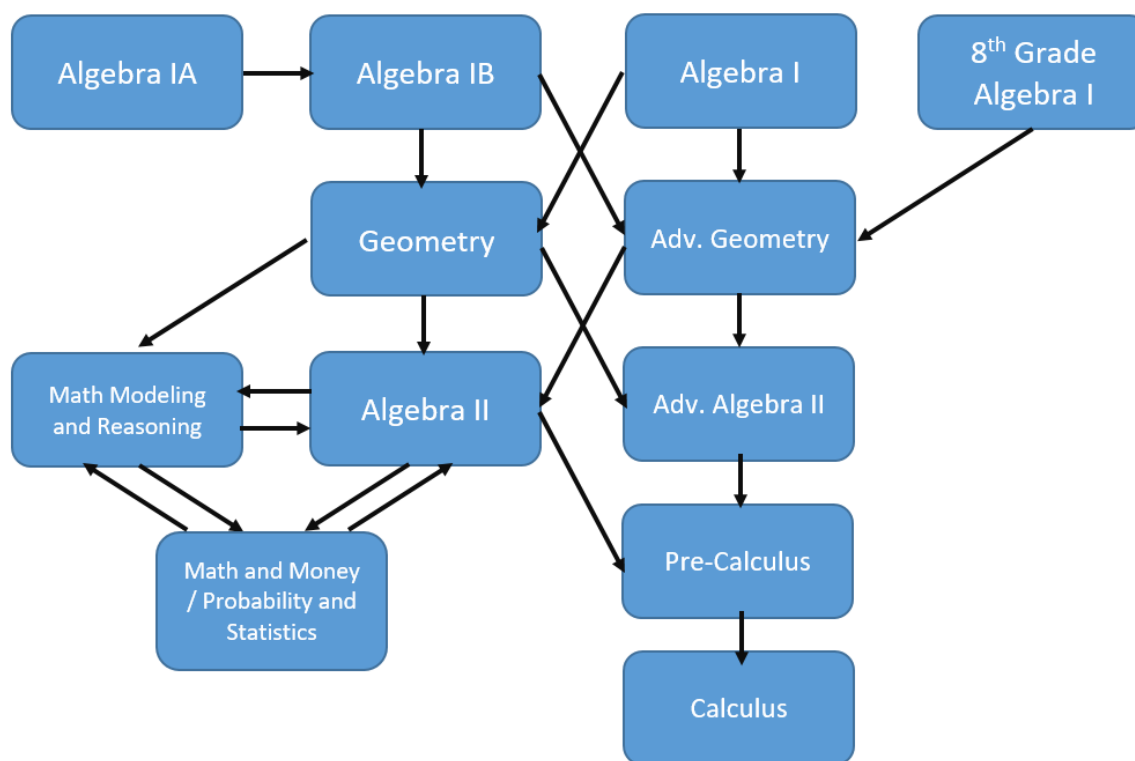 Algebra IA
Algebra IB
Algebra I
8th Grade
Algebra I
Geometry
Adv. Geometry
Math Modeling
and Reasoning
Algebra II
Adv. Algebra II
Math and Money
/ Probability and
Statistics
Pre-Calculus
Calculus